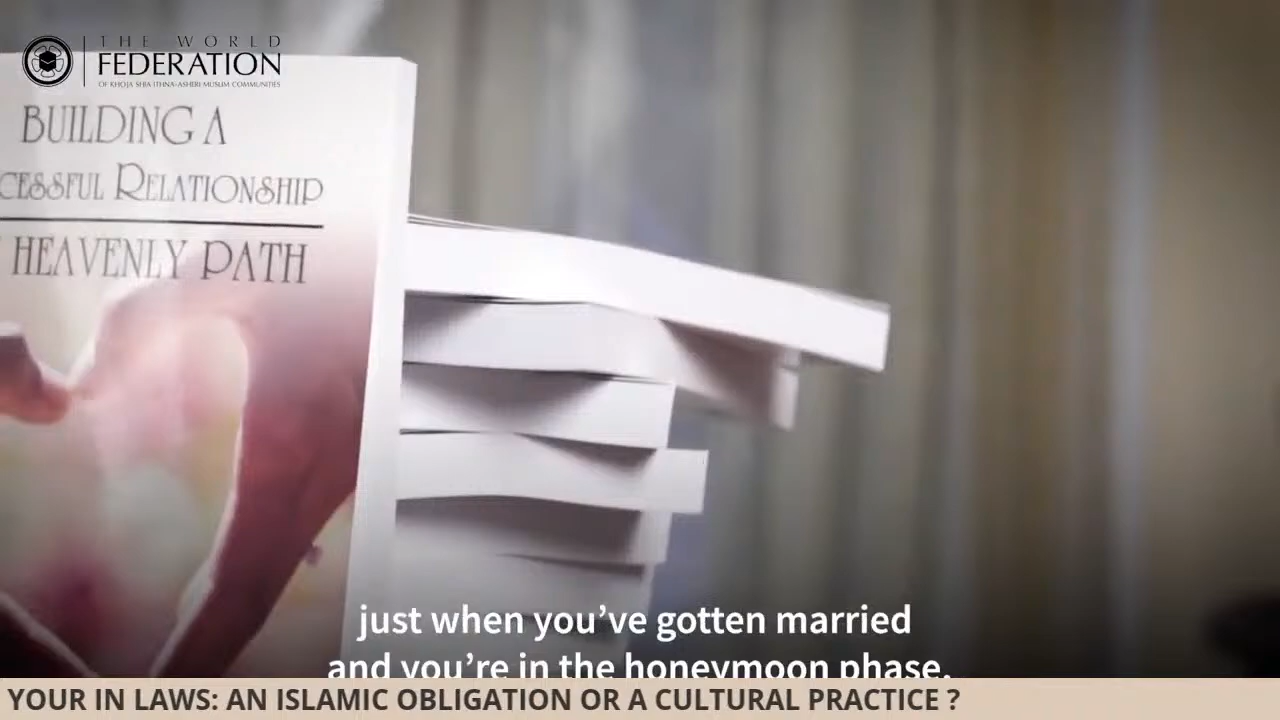 THE WORLD
FEDERATION
OF KHOJA SHIA ITHNA-ASHERI MUSLIM COMMUNITIES
BUILDING A
CESSFUL RELATIONSHIP
HEAVENLY PATH
just when you've gotten married
and you're in the honeymoon phase.
YOUR IN LAWS: AN ISLAMIC OBLIGATION OR A CULTURAL PRACTICE ?